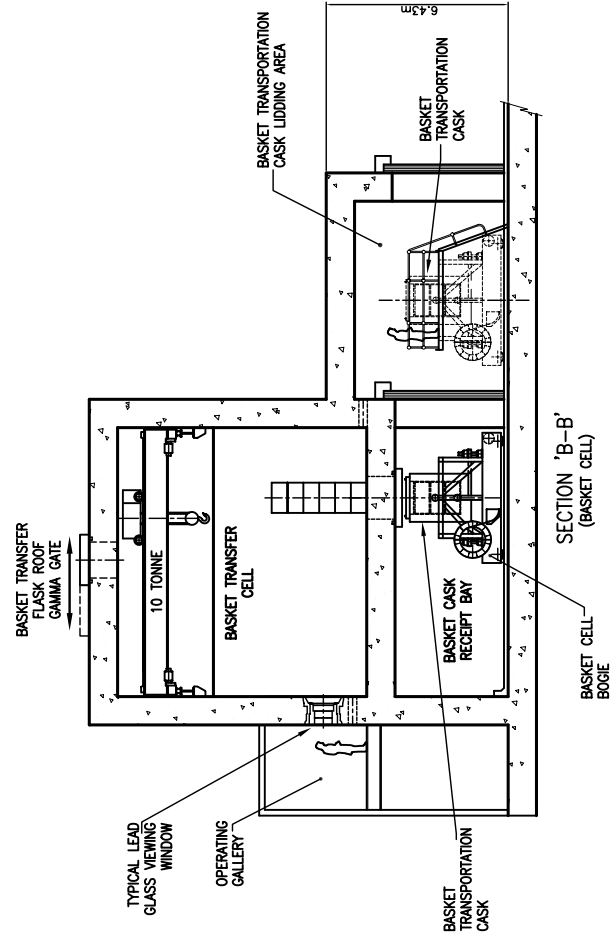 BASKET TRANSFER
FLASK ROOF
GAMMA GATE
10 TONNE
BASKET TRANSFER
CELL
TYPICAL LEAD
GLASS VIEWING
WINDOW
OPERATING
GALLERY
BASKET TRANSPORTATION
CASK LIDDING AREA
6.43m
BASKET
TRANSPORTATION
CASK
BASKET CASK
RECEIPT BAY
BASKET
TRANSPORTATION
CASK
BASKET CELL
BOGIE
SECTION 'B-B'
(BASKET CELL)